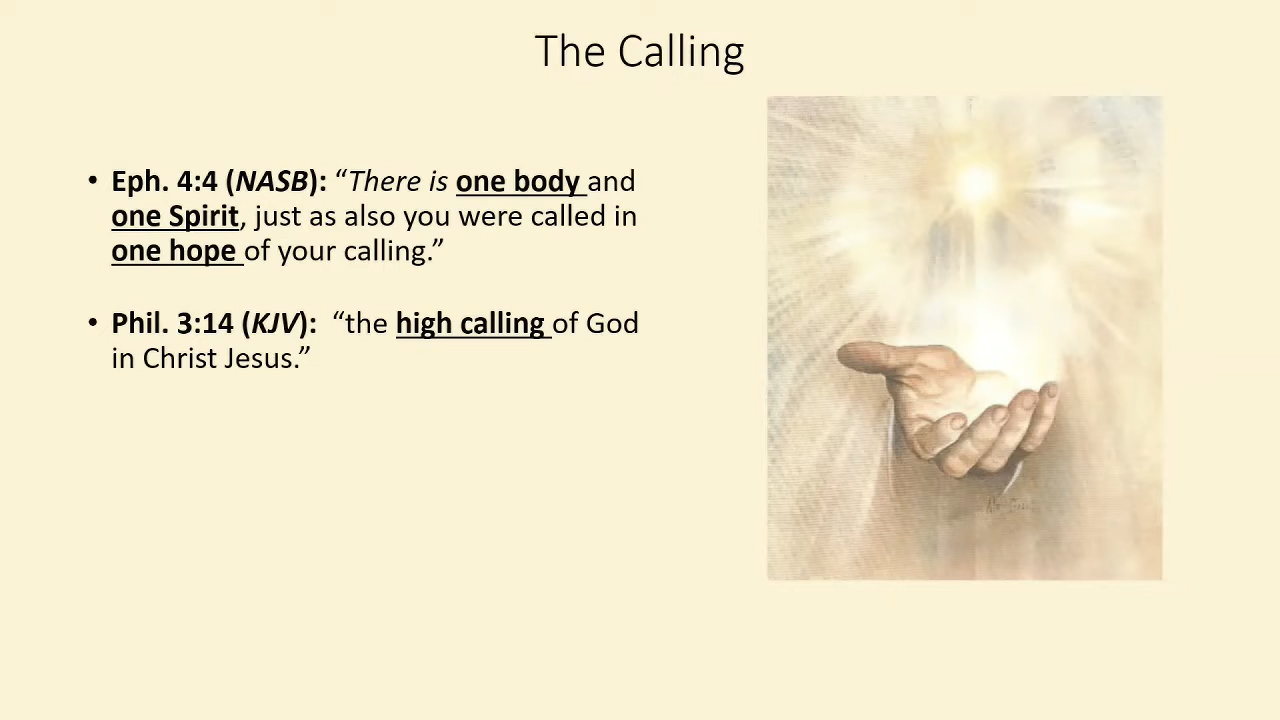 The Calling
• Eph. 4:4 (NASB): “There is one body and
one Spirit, just as also you were called in
one hope of your calling.”
• Phil. 3:14 (KJV):  “the high calling of God
in Christ Jesus.”